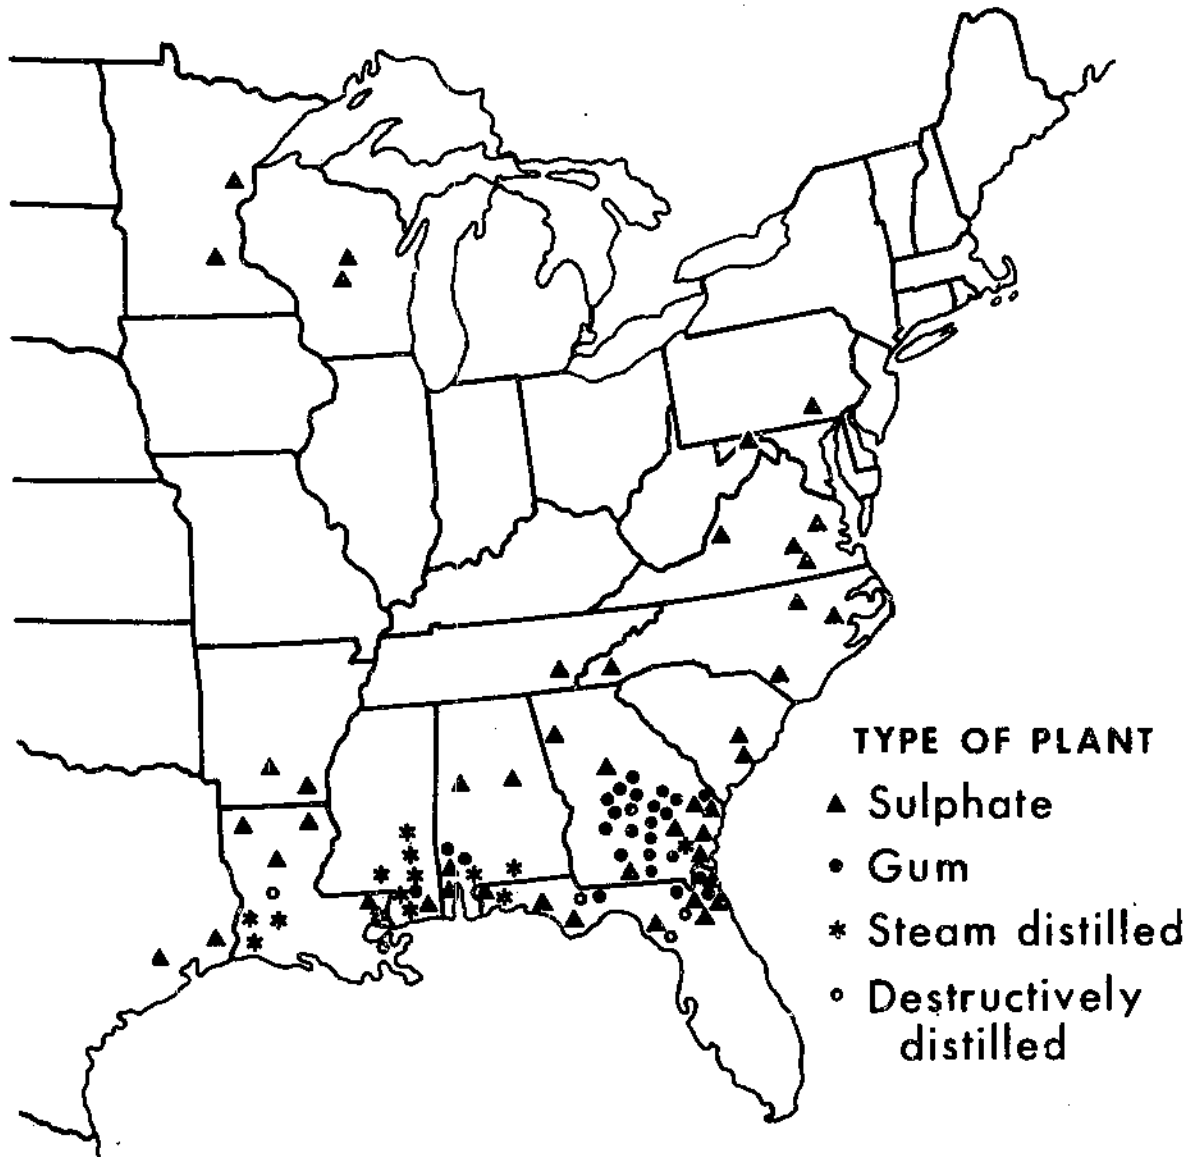 TYPE OF PLANT
Sulphate
Gum
Steam distilled
Destructively
distilled